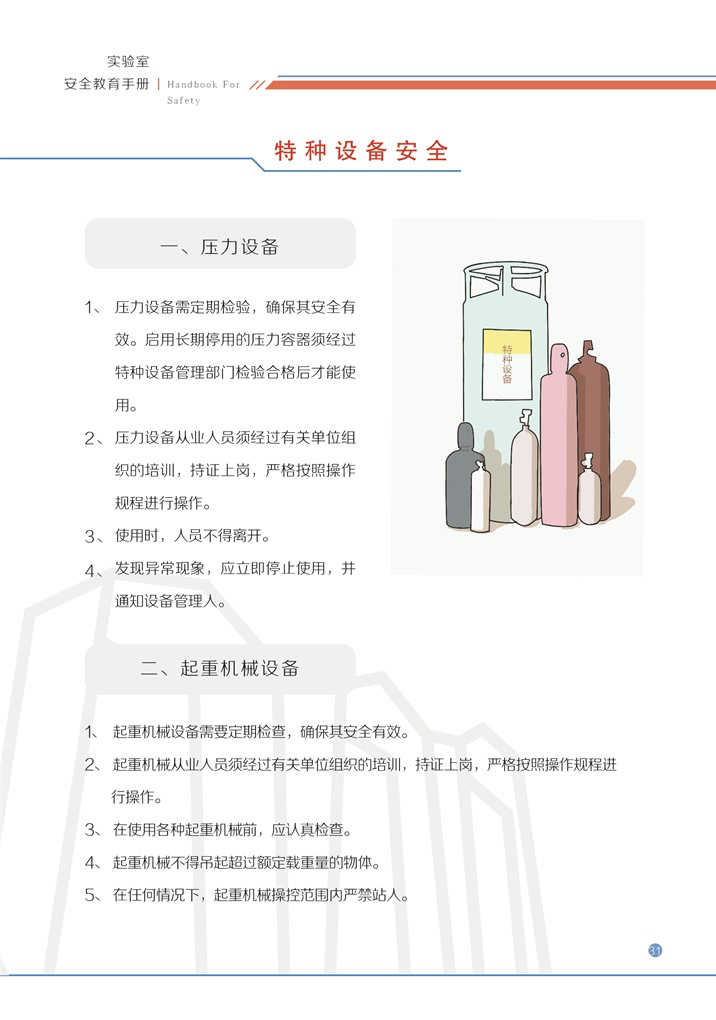 实验室
安全教育手册
Handbook For
Safety
特种设备安全
一、压力设备
1、 压力设备需定期检验，确保其安全有
效。启用长期停用的压力容器须经过
特种设备管理部门检验合格后才能使
用。
2、 压力设备从业人员须经过有关单位组
织的培训，持证上岗，严格按照操作
规程进行操作。
3、 使用时，人员不得离开。
4、 发现异常现象，应立即停止使用，并
通知设备管理人。
特种设备
二、起重机械设备
1、 起重机械设备需要定期检查，确保其安全有效。
2、 起重机械从业人员须经过有关单位组织的培训，持证上岗，严格按照操作规程进
行操作。
3、 在使用各种起重机械前，应认真检查。
4、 起重机械不得吊起超过额定载重量的物体。
5、 在任何情况下，起重机械操控范围内严禁站人。
31